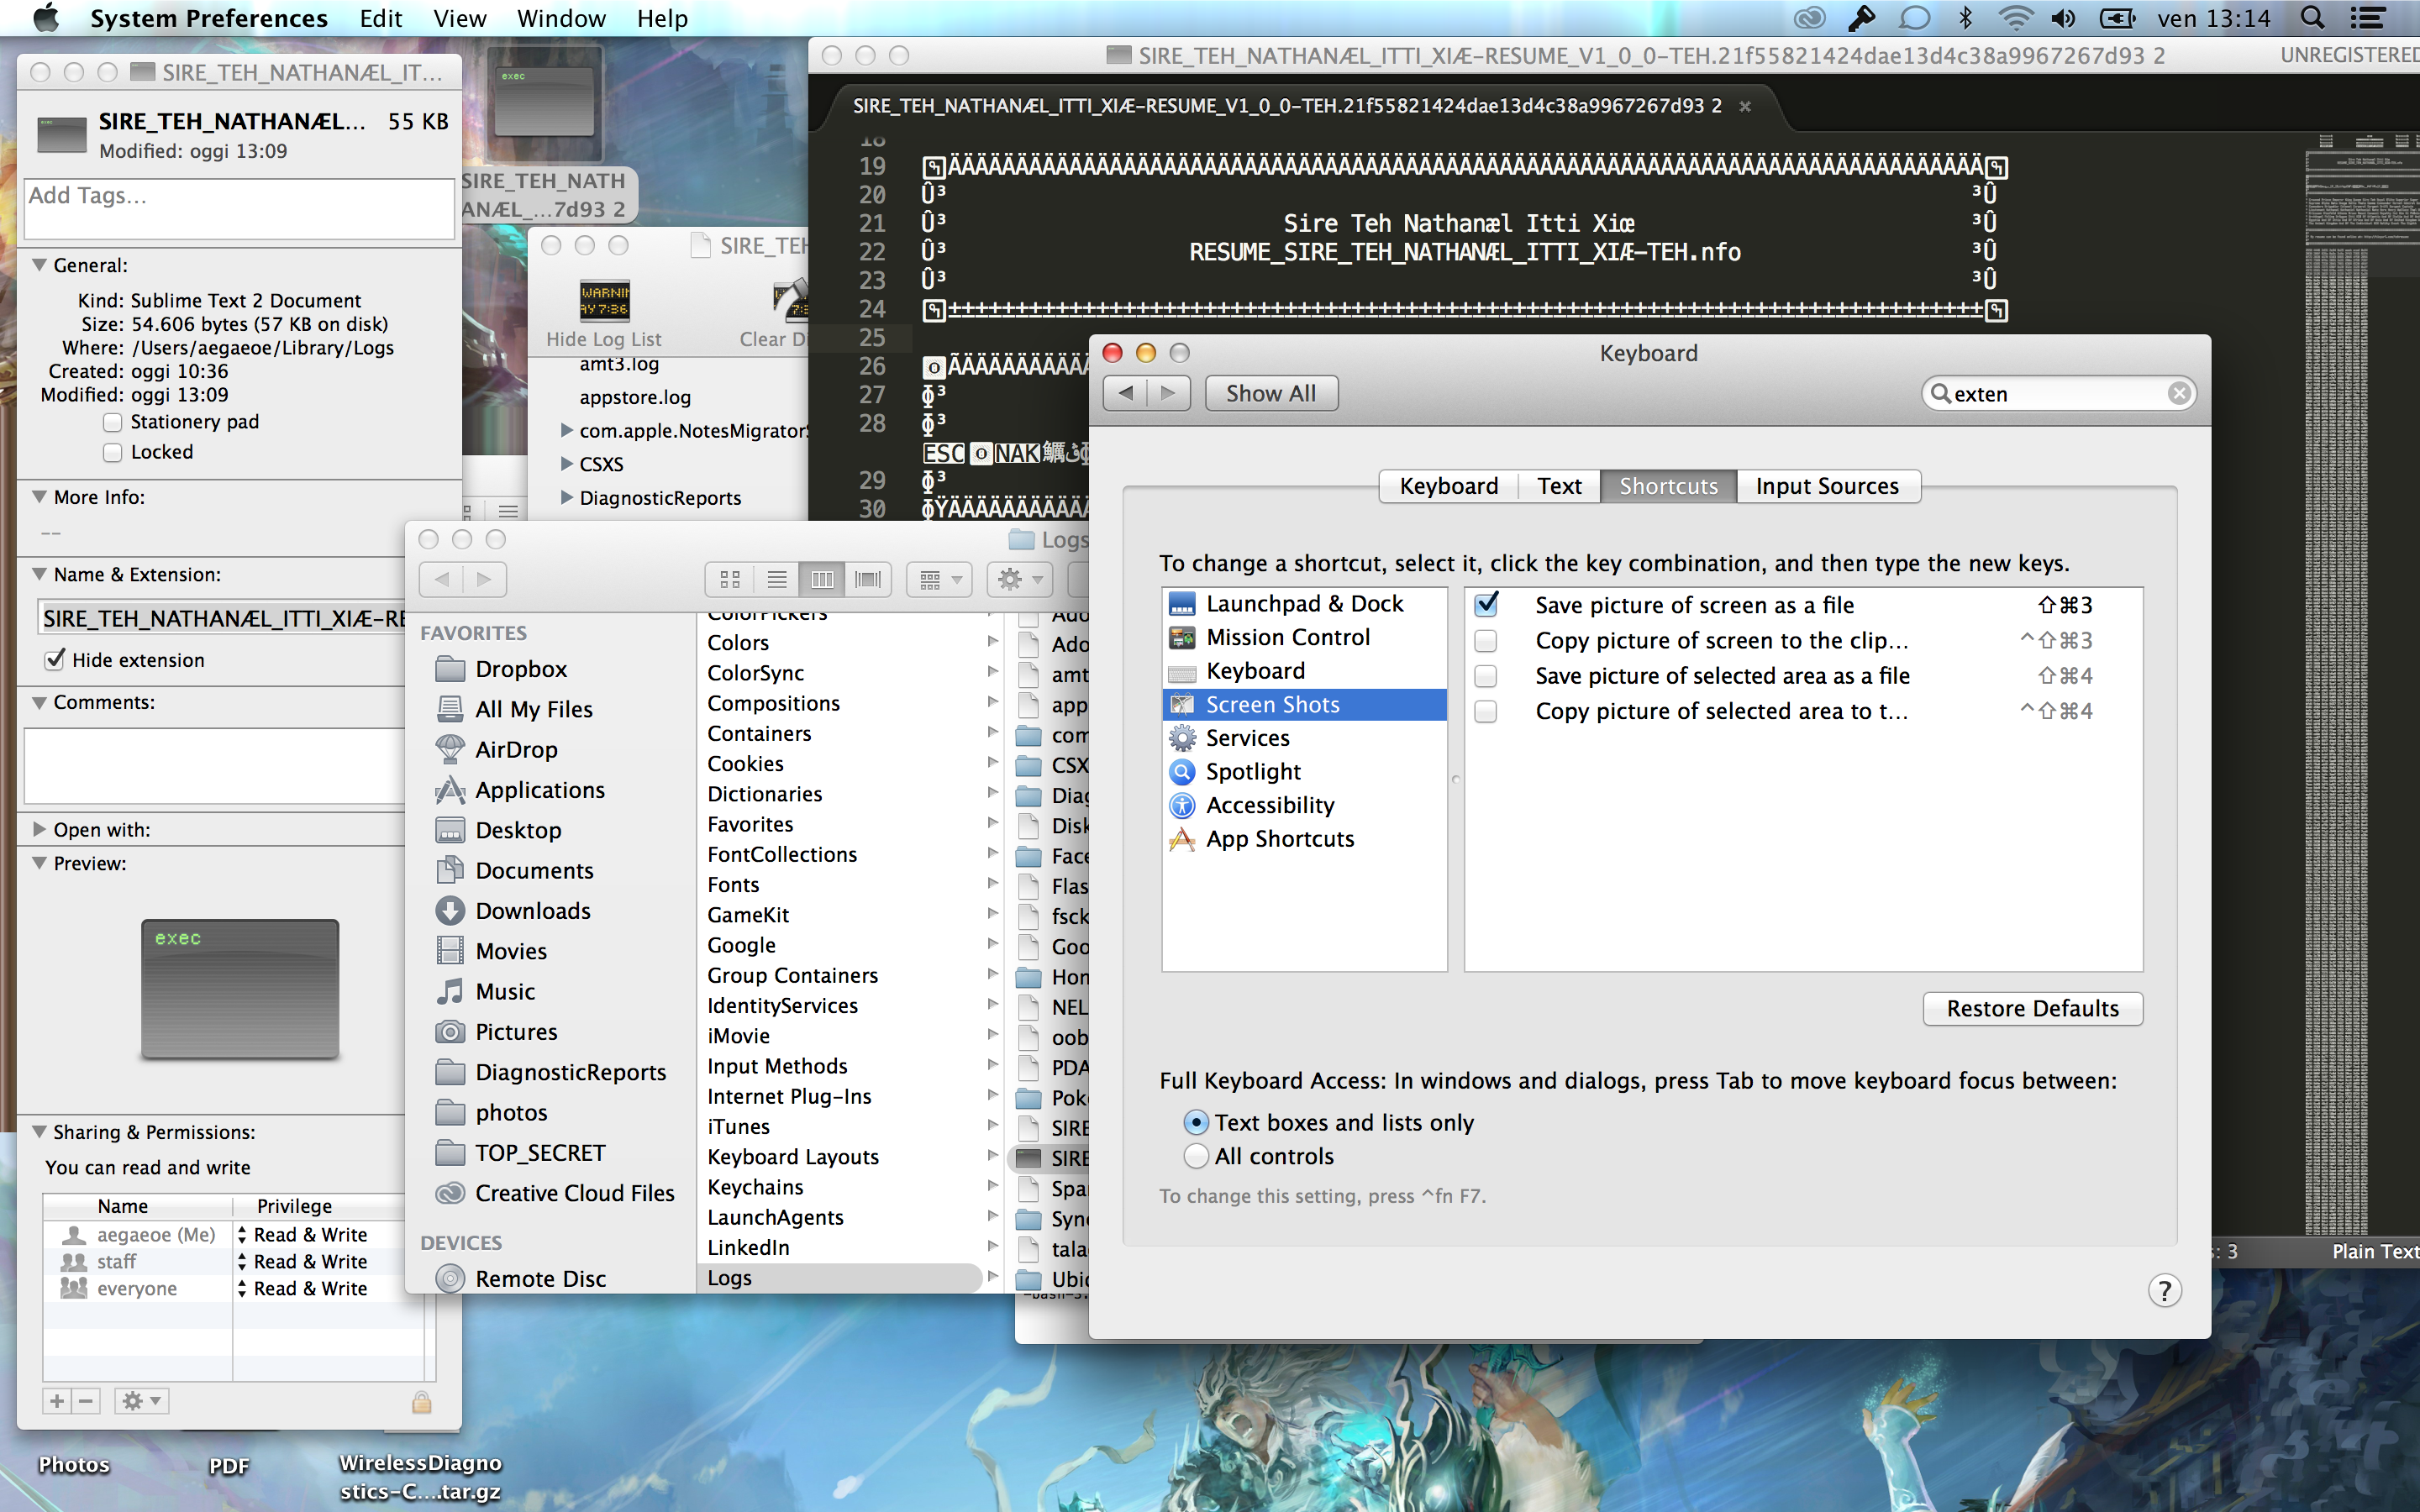 System Preferences Edit View Window Help
ven 13:14
SIRE_TEH_NATHANÆL_IT...
SIRE_TEH_NATHANÆL... 55 KB
Modified: oggi 13:09
Add Tags...
General:
Kind: Sublime Text 2 Document
Size: 54.606 bytes (57 KB on disk)
Where: /Users/aegaeoe/Library/Logs
Created: oggi 10:36
Modified: oggi 13:09
Stationery pad
Locked
More Info:
--
Name & Extension:
SIRE_TEH_NATHANÆL_ITTI_XIÆ-RE
Hide extension
Comments:
Open with:
Preview:
exec
Sharing & Permissions:
You can read and write
Name Privilege
aegaeoe (Me) Read & Write
staff Read & Write
everyone Read & Write
Photos
PDF
WirelessDiagno
stics-C....tar.gz
exec
SIRE_TEH_NATH
ANÆL_...7d93 2
SIRE_TEH
Hide Log List
Clear Di
amt3.log
appstore.log
com.apple.NotesMigratorS
CSXS
DiagnosticReports
SIRE_TEH_NATHANÆL_ITTI_XIÆ-RESUME_V1_0_0-TEH.21f55821424dae13d4c38a9967267d93 2
UNREGISTERED
SIRE_TEH_NATHANÆL_ITTI_XIÆ-RESUME_V1_0_0-TEH.21f55821424dae13d4c38a9967267d93 2 ×
18
19
20 Û³ ³Û
21 Û³ Sire Teh Nathanæl Itti Xiæ ³Û
22 Û³ RESUME_SIRE_TEH_NATHANÆL_ITTI_XIÆ-TEH.nfo ³Û
23 Û³ ³Û
24
25
26
27
28
ESC NAK
29
30
: 3
Plain Text
Logs
FAVORITES
Dropbox
All My Files
AirDrop
Applications
Desktop
Documents
Downloads
Movies
Music
Pictures
DiagnosticReports
photos
TOP_SECRET
Creative Cloud Files
DEVICES
Remote Disc
ColorPickers
Colors
ColorSync
Compositions
Containers
Cookies
Dictionaries
Favorites
FontCollections
Fonts
GameKit
Google
Group Containers
IdentityServices
iMovie
Input Methods
Internet Plug-Ins
iTunes
Keyboard Layouts
Keychains
LaunchAgents
LinkedIn
Logs
Ado
Ado
amt
app
com
CSX
Diag
Disk
Face
Flas
fsck
Goo
Hon
NEL
oob
PDA
Poke
SIRE
SIRE
Spar
Sync
tala
Ubic
Keyboard
Show All
exten
Keyboard Text Shortcuts Input Sources
To change a shortcut, select it, click the key combination, and then type the new keys.
Launchpad & Dock
Mission Control
Keyboard
Screen Shots
Services
Spotlight
Accessibility
App Shortcuts
Save picture of screen as a file ⇧⌘3
Copy picture of screen to the clip... ^⇧⌘3
Save picture of selected area as a file ⇧⌘4
Copy picture of selected area to t... ^⇧⌘4
Restore Defaults
Full Keyboard Access: In windows and dialogs, press Tab to move keyboard focus between:
Text boxes and lists only
All controls
To change this setting, press ^fn F7.
?